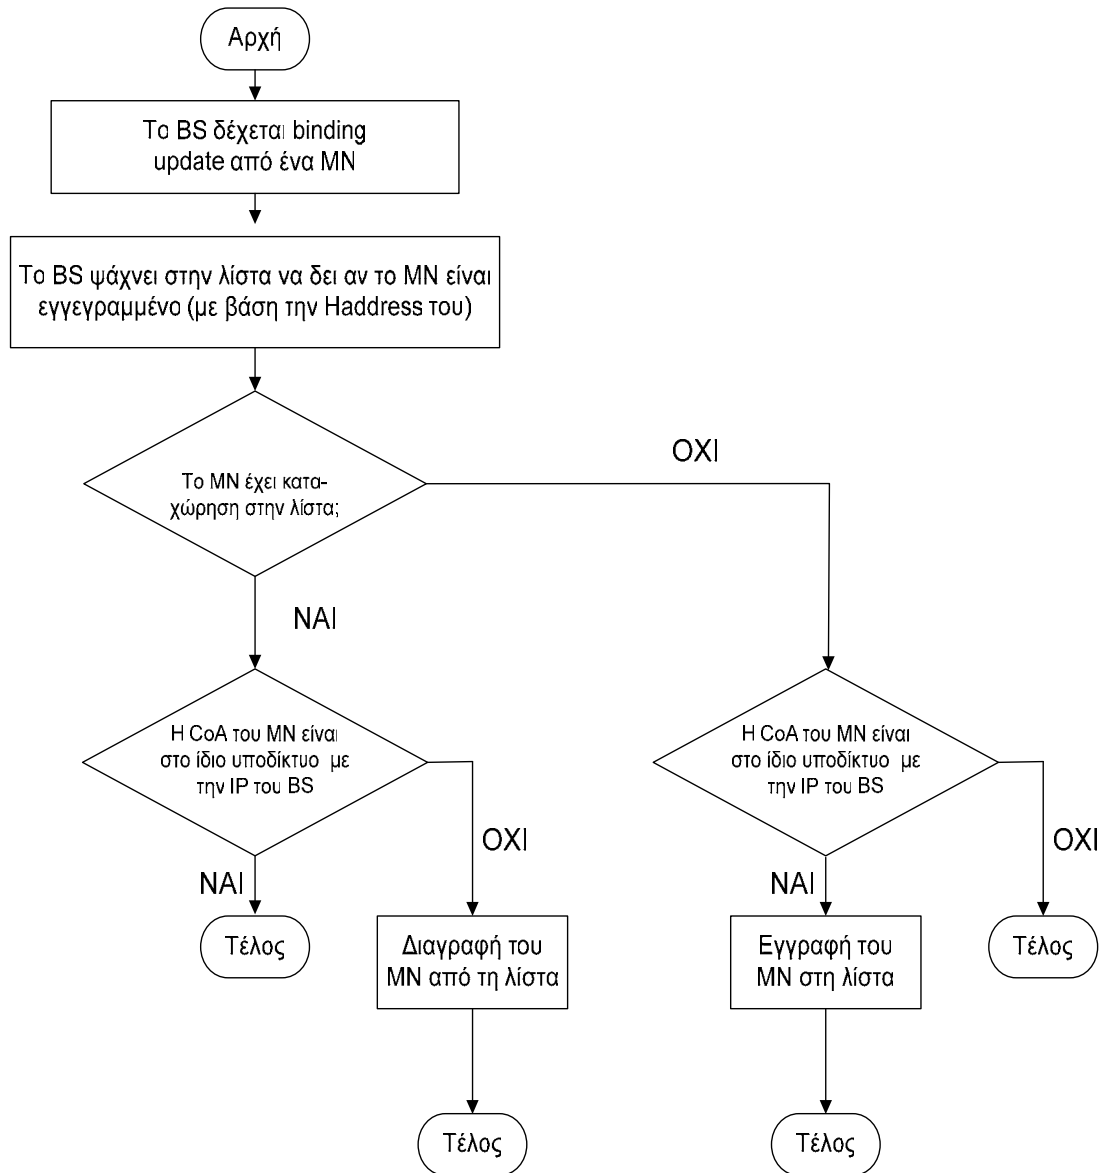 Αρχή
Το BS δέχεται binding
update από ένα MN
Το BS ψάχνει στην λίστα να δει αν το MN είναι
εγγεγραμμένο (με βάση την Haddress του)
Το MN έχει κατα-
χώρηση στην λίστα;
ΟΧΙ
ΝΑΙ
Η CoA του MN είναι
στο ίδιο υποδίκτυο με
την IP του BS
Η CoA του MN είναι
στο ίδιο υποδίκτυο με
την IP του BS
ΝΑΙ
ΟΧΙ
ΝΑΙ
ΟΧΙ
Τέλος
Διαγραφή του
MN από τη λίστα
Εγγραφή του
MN στη λίστα
Τέλος
Τέλος
Τέλος